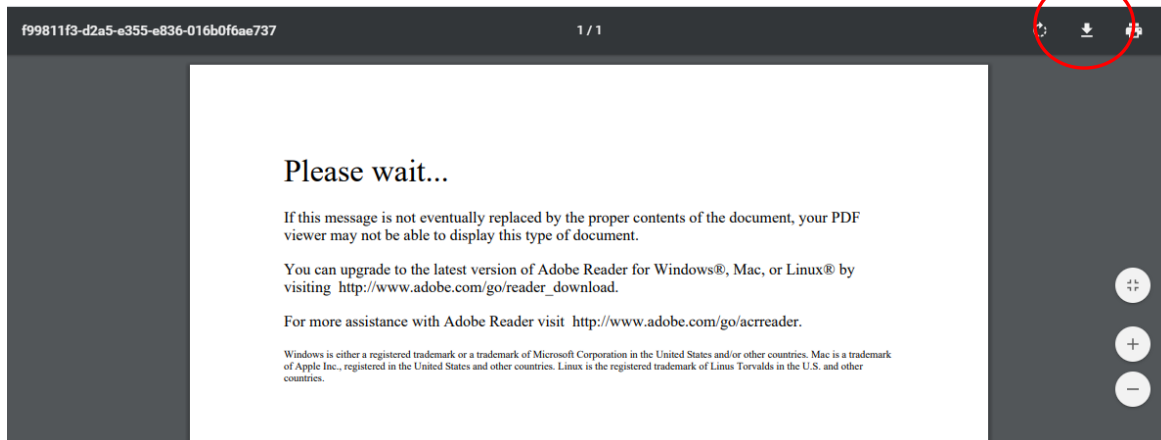 f99811f3-d2a5-e355-e836-016b0f6ae737
1 / 1
Please wait...
If this message is not eventually replaced by the proper contents of the document, your PDF
viewer may not be able to display this type of document.
You can upgrade to the latest version of Adobe Reader for Windows®, Mac, or Linux® by
visiting  http://www.adobe.com/go/reader_download.
For more assistance with Adobe Reader visit  http://www.adobe.com/go/acrreader.
Windows is either a registered trademark or a trademark of Microsoft Corporation in the United States and/or other countries. Mac is a trademark
of Apple Inc., registered in the United States and other countries. Linux is the registered trademark of Linus Torvalds in the U.S. and other
countries.